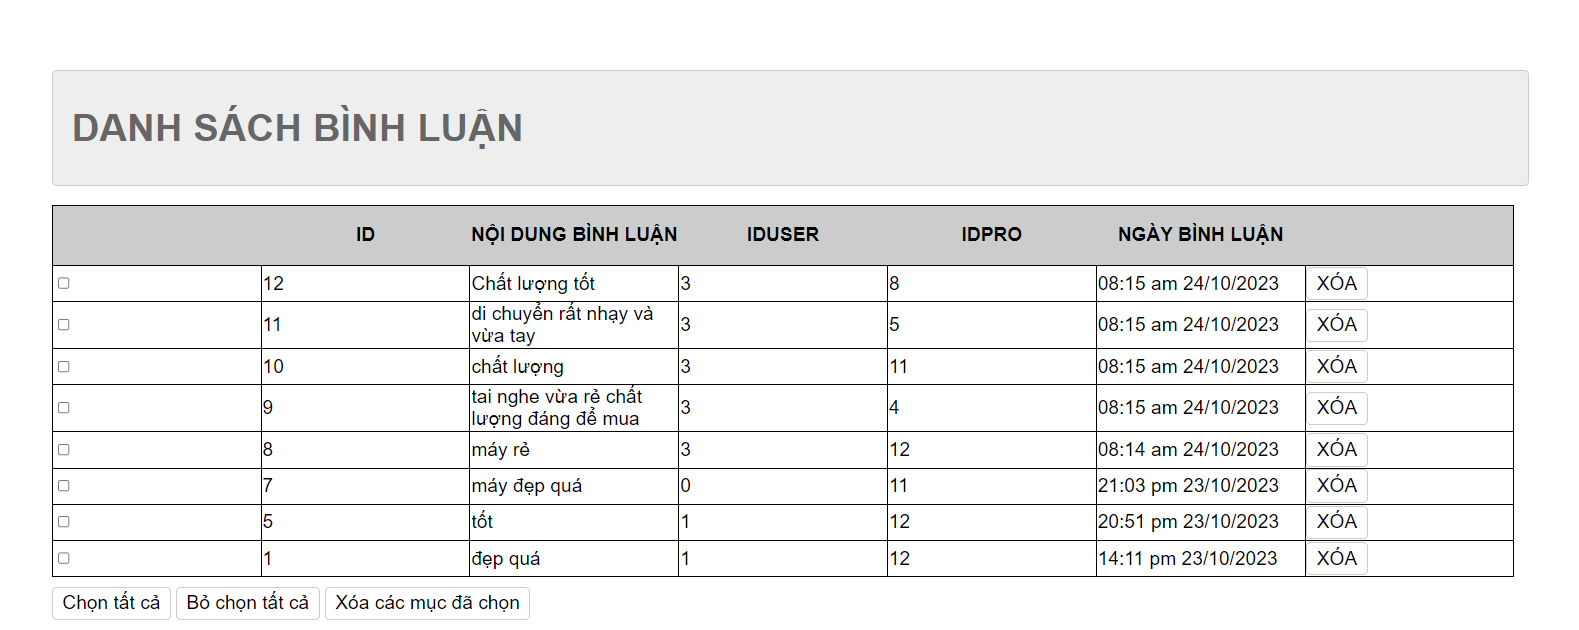 DANH SÁCH BÌNH LUẬN
ID NỘI DUNG BÌNH LUẬN IDUSER IDPRO NGÀY BÌNH LUẬN
12 Chất lượng tốt 3 8 08:15 am 24/10/2023 XÓA
11 di chuyển rất nhạy và vừa tay 3 5 08:15 am 24/10/2023 XÓA
10 chất lượng 3 11 08:15 am 24/10/2023 XÓA
9 tai nghe vừa rẻ chất lượng đáng để mua 3 4 08:15 am 24/10/2023 XÓA
8 máy rẻ 3 12 08:14 am 24/10/2023 XÓA
7 máy đẹp quá 0 11 21:03 pm 23/10/2023 XÓA
5 tốt 1 12 20:51 pm 23/10/2023 XÓA
1 đẹp quá 1 12 14:11 pm 23/10/2023 XÓA
Chọn tất cả Bỏ chọn tất cả Xóa các mục đã chọn